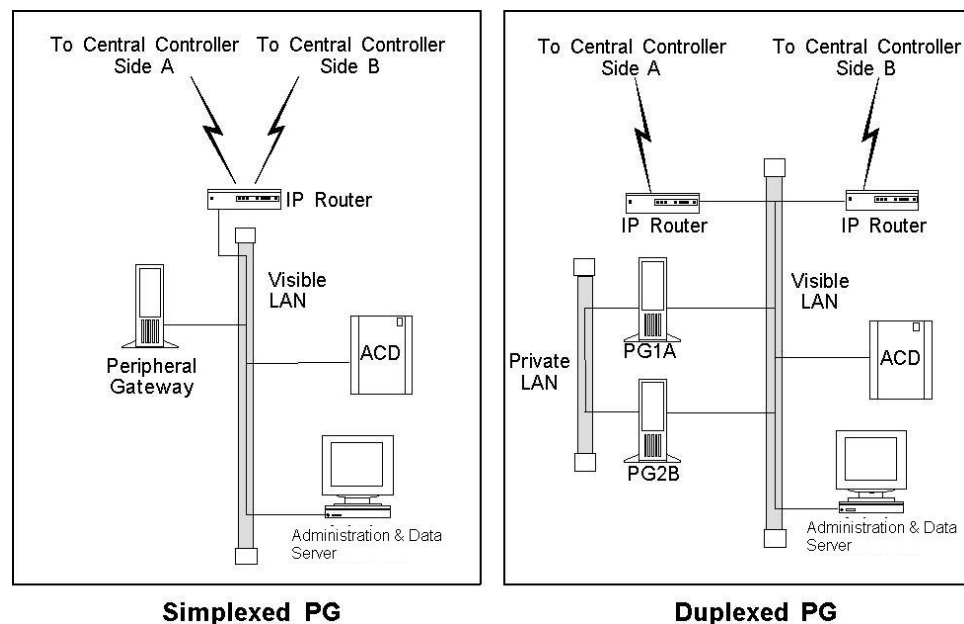 To Central Controller
Side A
To Central Controller
Side B
IP Router
Visible
LAN
Peripheral
Gateway
ACD
Administration & Data
Server
Simplexed PG
To Central Controller
Side A
To Central Controller
Side B
IP Router
IP Router
Visible
LAN
Private
LAN
PG1A
ACD
PG2B
Administration & Data
Server
Duplexed PG